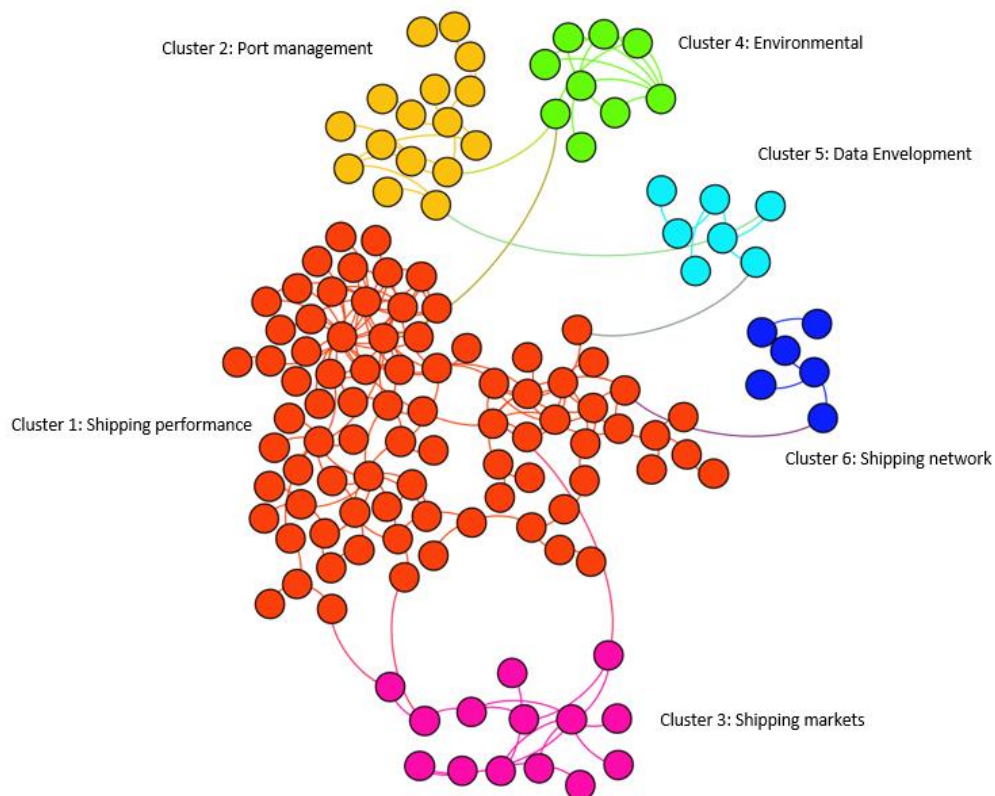 Cluster 2: Port management
Cluster 4: Environmental
Cluster 5: Data Envelopment
Cluster 1: Shipping performance
Cluster 6: Shipping network
Cluster 3: Shipping markets